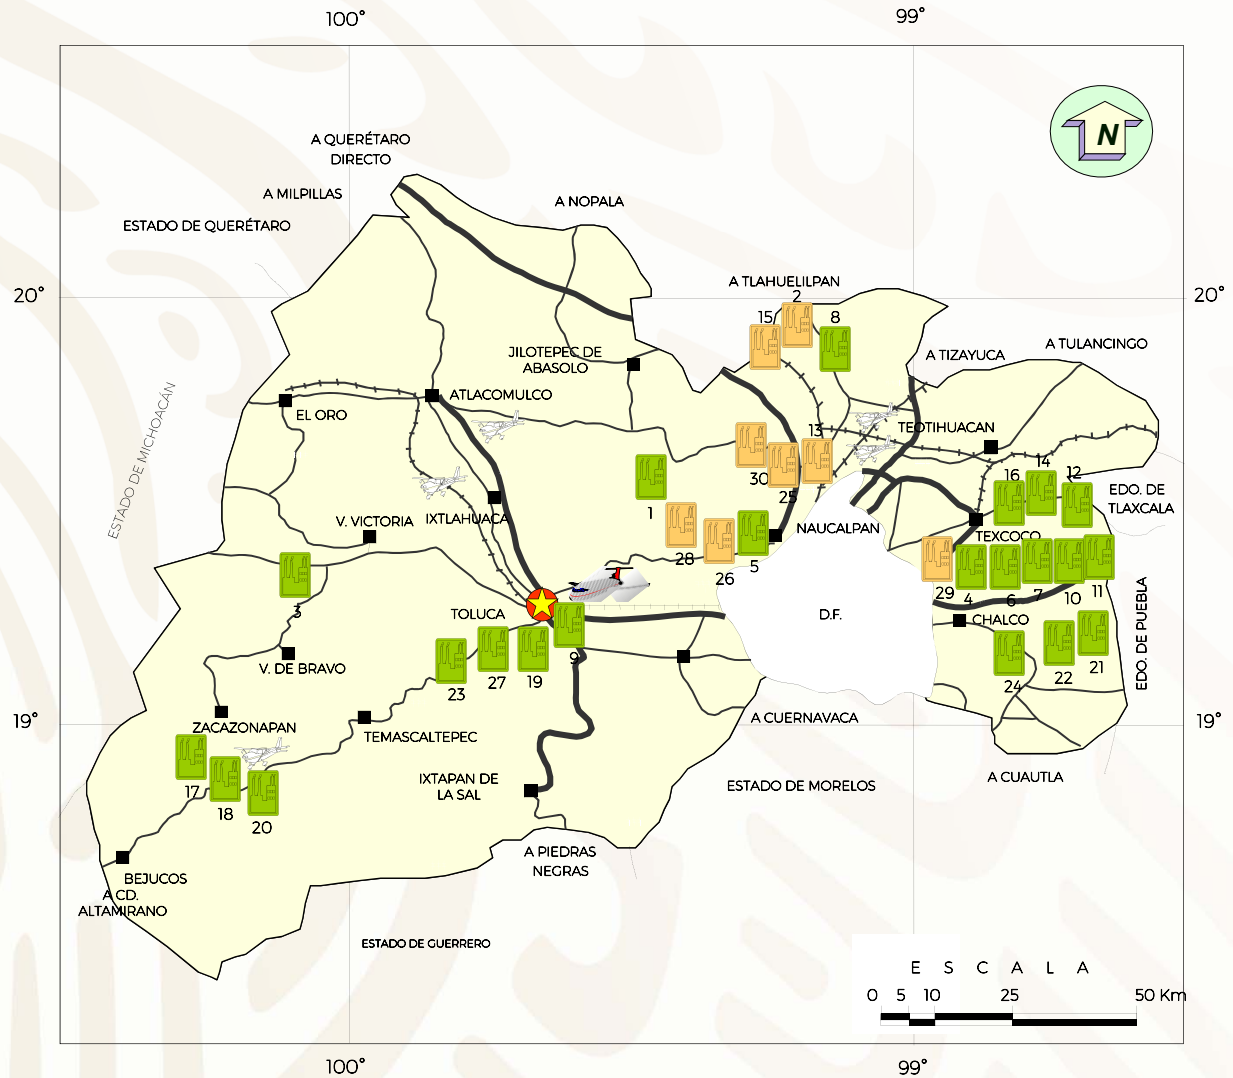 100°
99°
N
A QUERÉTARO
DIRECTO
A MILPILLAS
A NOPALA
ESTADO DE QUERÉTARO
A TLAHUELILPAN
20°
20°
2
15
8
A TULANCINGO
A TIZAYUCA
JILOTEPEC DE
ABASOLO
ATLACOMULCO
EL ORO
ESTADO DE MICHOACÁN
TEOTIHUACAN
13
30
25
16
14
12
EDO. DE
TLAXCALA
1
V. VICTORIA
IXTLAHUACA
NAUCALPAN
TEXCOCO
28
26
5
29
4
6
7
10
11
3
TOLUCA
D.F.
CHALCO
EDO. DE PUEBLA
9
V. DE BRAVO
23
27
19
24
22
21
19°
19°
ZACAZONAPAN
TEMASCALTEPEC
A CUERNAVACA
IXTAPAN DE
LA SAL
ESTADO DE MORELOS
A CUAUTLA
17
18
20
A PIEDRAS
NEGRAS
BEJUCOS
A CD.
ALTAMIRANO
ESTADO DE GUERRERO
E S C A L A
0 5 10 25 50 Km
100°
99°